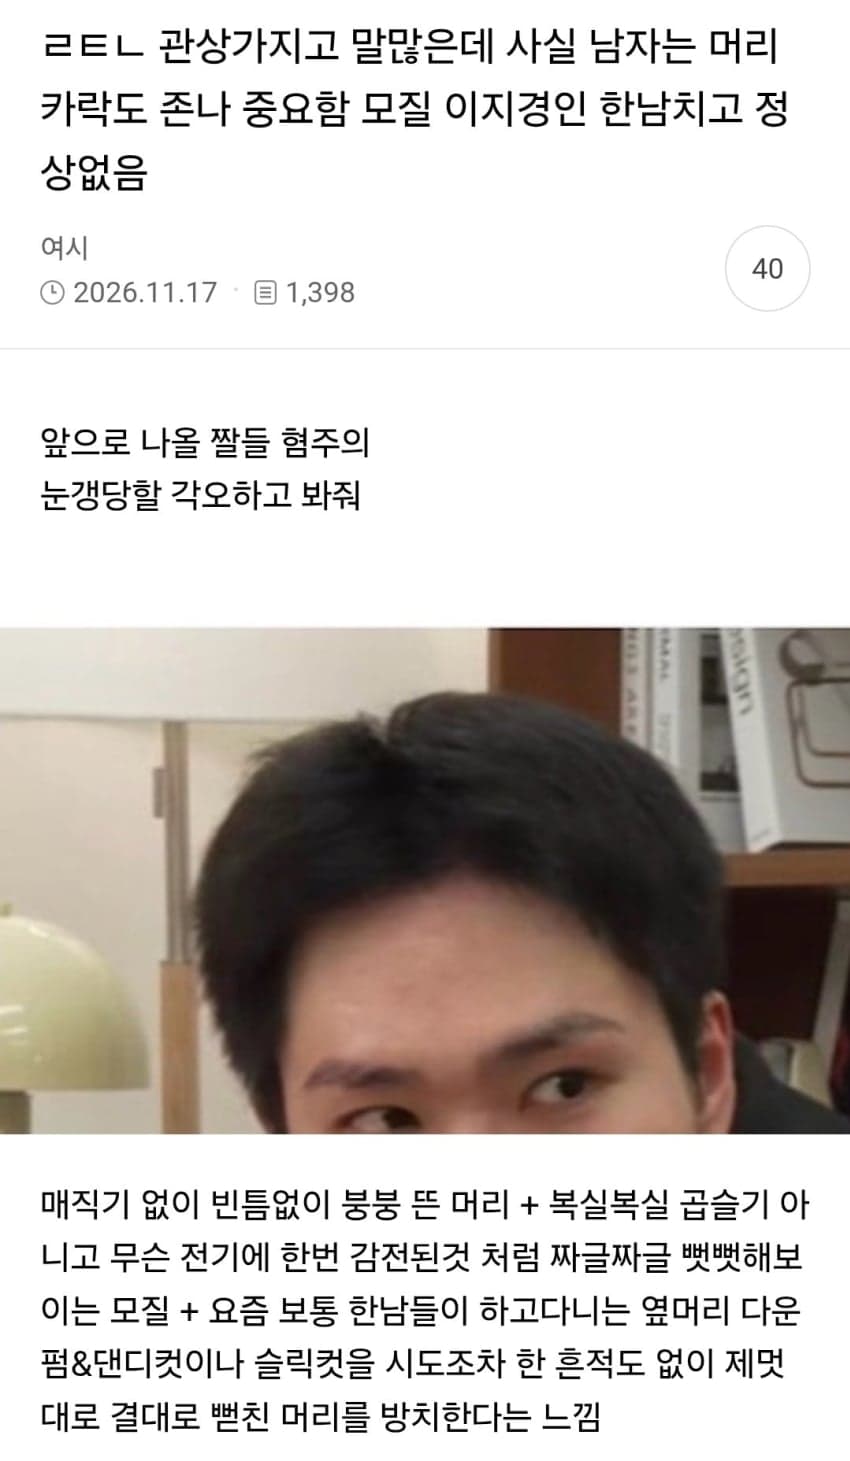 ㄹㅌㄴ 관상가지고 말많은데 사실 남자는 머리
카락도 존나 중요함 모질 이지경인 한남치고 정
상없음
여시
2026.11.17 · 1,398
40
앞으로 나올 짤들 혐주의
눈갱당할 각오하고 봐줘
esign
매직기 없이 빈틈없이 붕붕 뜬 머리 + 복실복실 곱슬기 아
니고 무슨 전기에 한번 감전된것 처럼 짜글짜글 뻣뻣해보
이는 모질 + 요즘 보통 한남들이 하고다니는 옆머리 다운
펌&댄디컷이나 슬릭컷을 시도조차 한 흔적도 없이 제멋
대로 결대로 뻗친 머리를 방치한다는 느낌